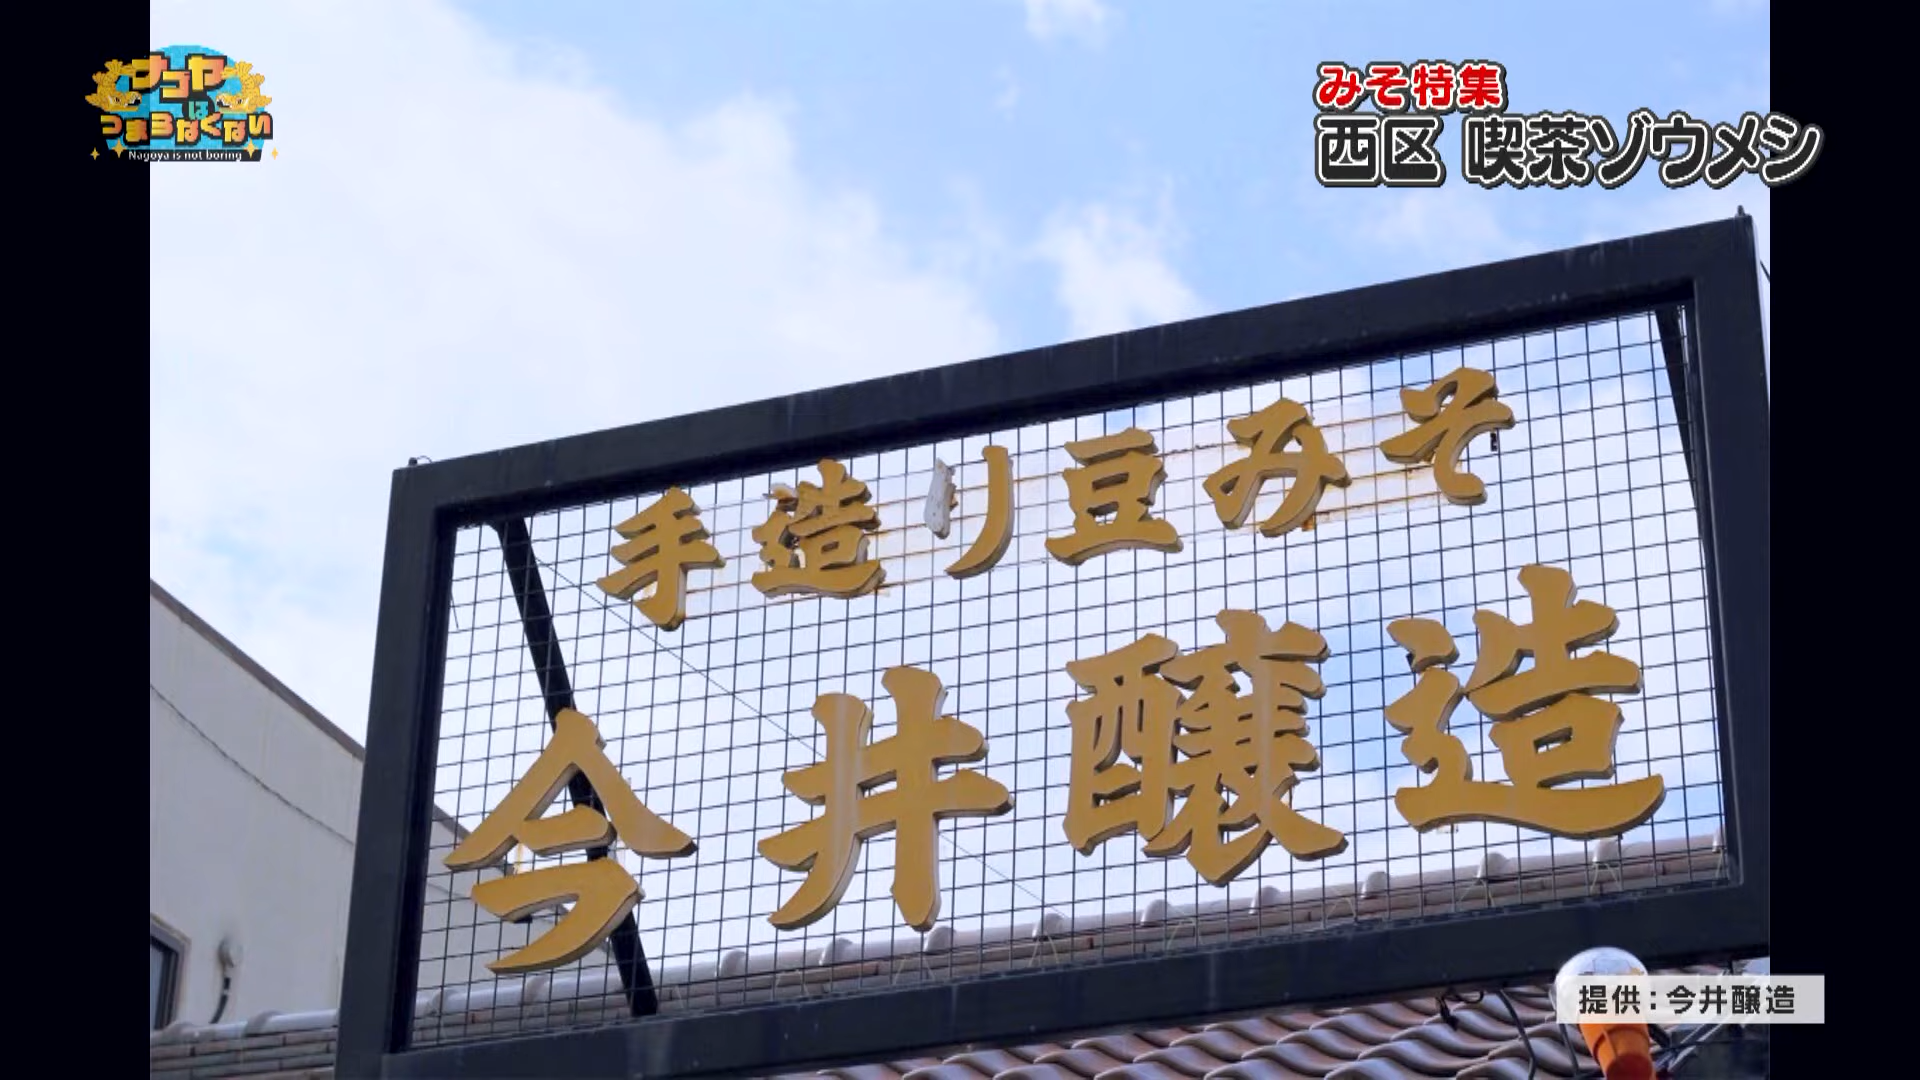 ナゴヤ
は
つまらなくない
Nagoya is not boring
みそ特集
西区 喫茶ゾウメシ
手造り豆みそ
今井醸造
提供：今井醸造